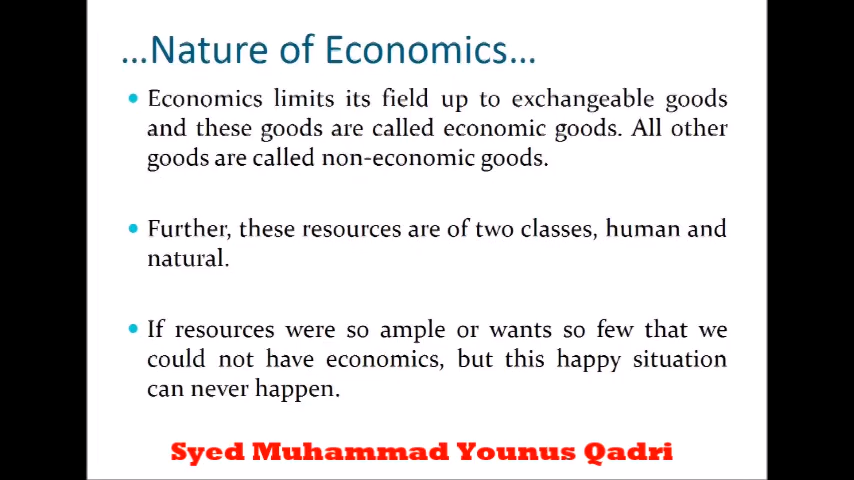 ...Nature of Economics...
Economics limits its field up to exchangeable goods
and these goods are called economic goods. All other
goods are called non-economic goods.
Further, these resources are of two classes, human and
natural.
If resources were so ample or wants so few that we
could not have economics, but this happy situation
can never happen.
Syed Muhammad Younus Qadri